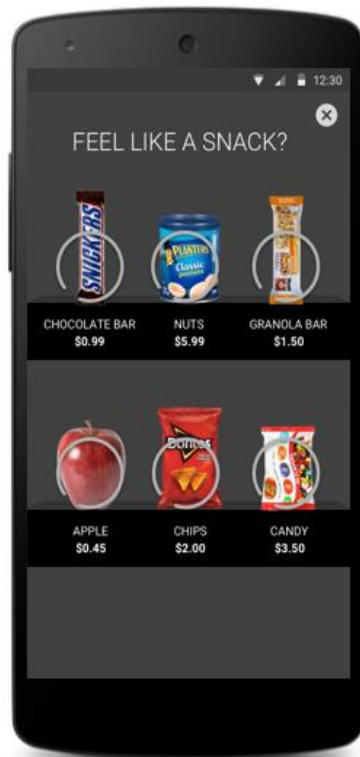 12:30
FEEL LIKE A SNACK?
SNICKERS
PLANTERS
Classic
peanuts
CHOCOLATE BAR
NUTS
GRANOLA BAR
$0.99
$5.99
$1.50
Doritos
APPLE
CHIPS
CANDY
$0.45
$2.00
$3.50